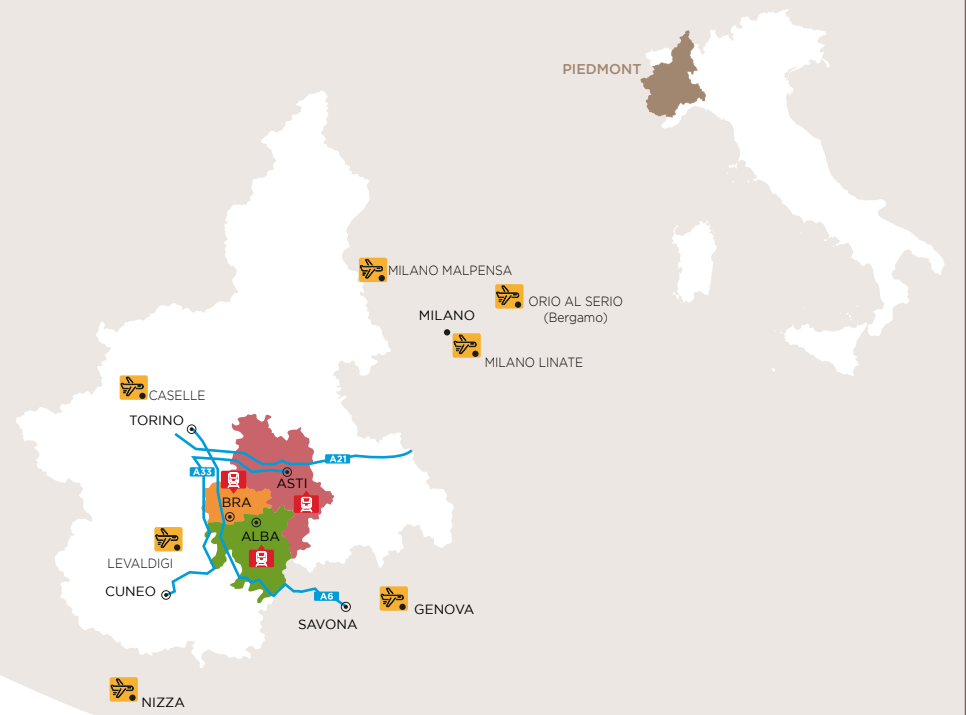 PIEDMONT
MILANO MALPENSA
ORIO AL SERIO
(Bergamo)
MILANO
MILANO LINATE
CASELLE
TORINO
A21
A33
ASTI
BRA
ALBA
LEVALDIGI
CUNEO
A6
GENOVA
SAVONA
NIZZA